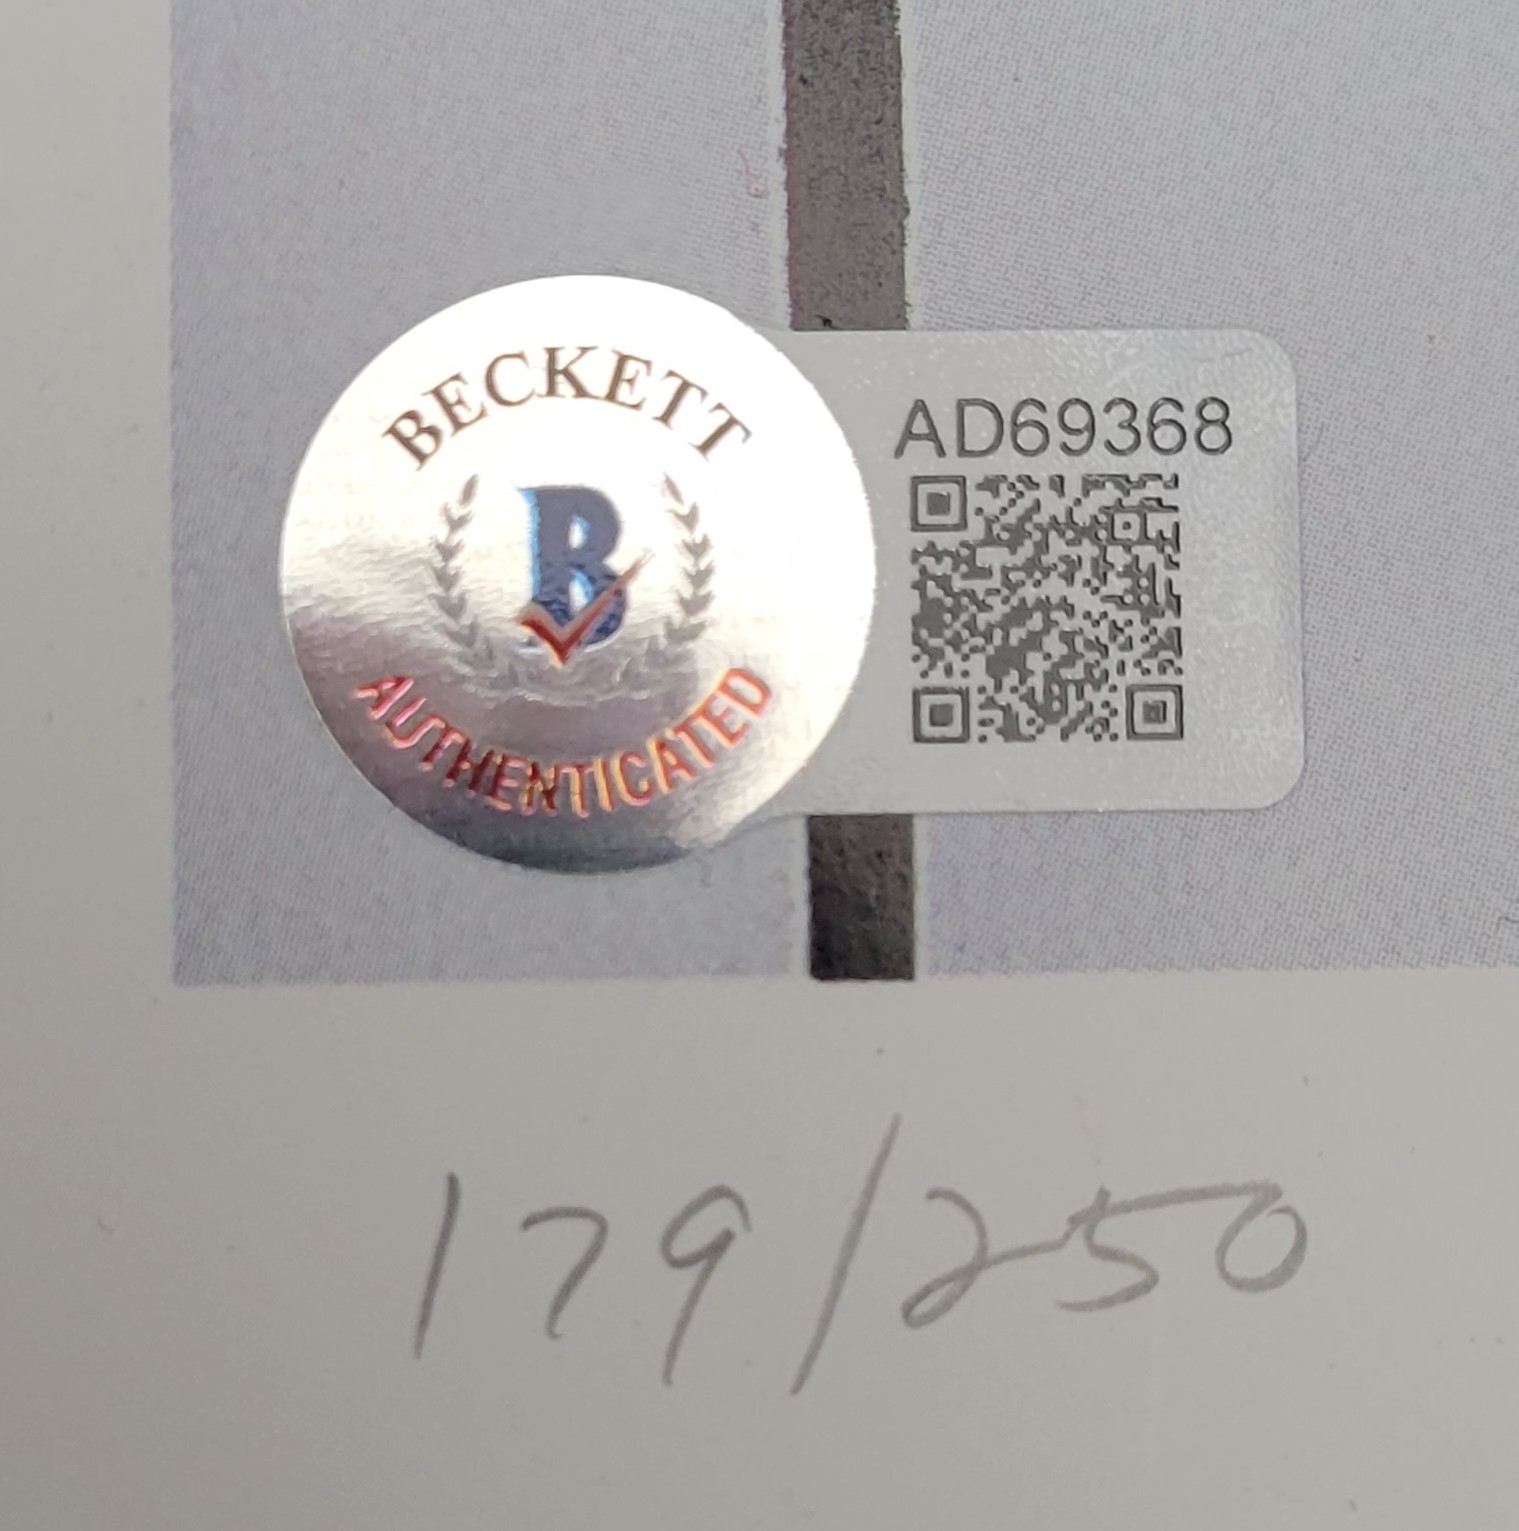 BECKETT
B
AUTHENTICATED
AD69368
179/250